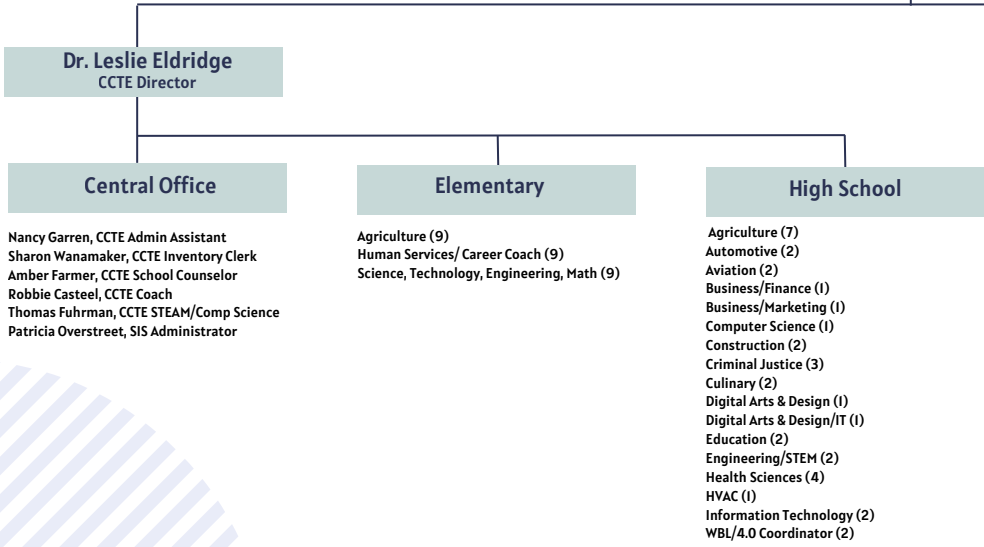 Dr. Leslie Eldridge
CCTE Director
Central Office
Nancy Garren, CCTE Admin Assistant
Sharon Wanamaker, CCTE Inventory Clerk
Amber Farmer, CCTE School Counselor
Robbie Casteel, CCTE Coach
Thomas Fuhrman, CCTE STEAM/Comp Science
Patricia Overstreet, SIS Administrator
Elementary
Agriculture (9)
Human Services/ Career Coach (9)
Science, Technology, Engineering, Math (9)
High School
Agriculture (7)
Automotive (2)
Aviation (2)
Business/Finance (1)
Business/Marketing (1)
Computer Science (1)
Construction (2)
Criminal Justice (3)
Culinary (2)
Digital Arts & Design (1)
Digital Arts & Design/IT (1)
Education (2)
Engineering/STEM (2)
Health Sciences (4)
HVAC (1)
Information Technology (2)
WBL/4.0 Coordinator (2)